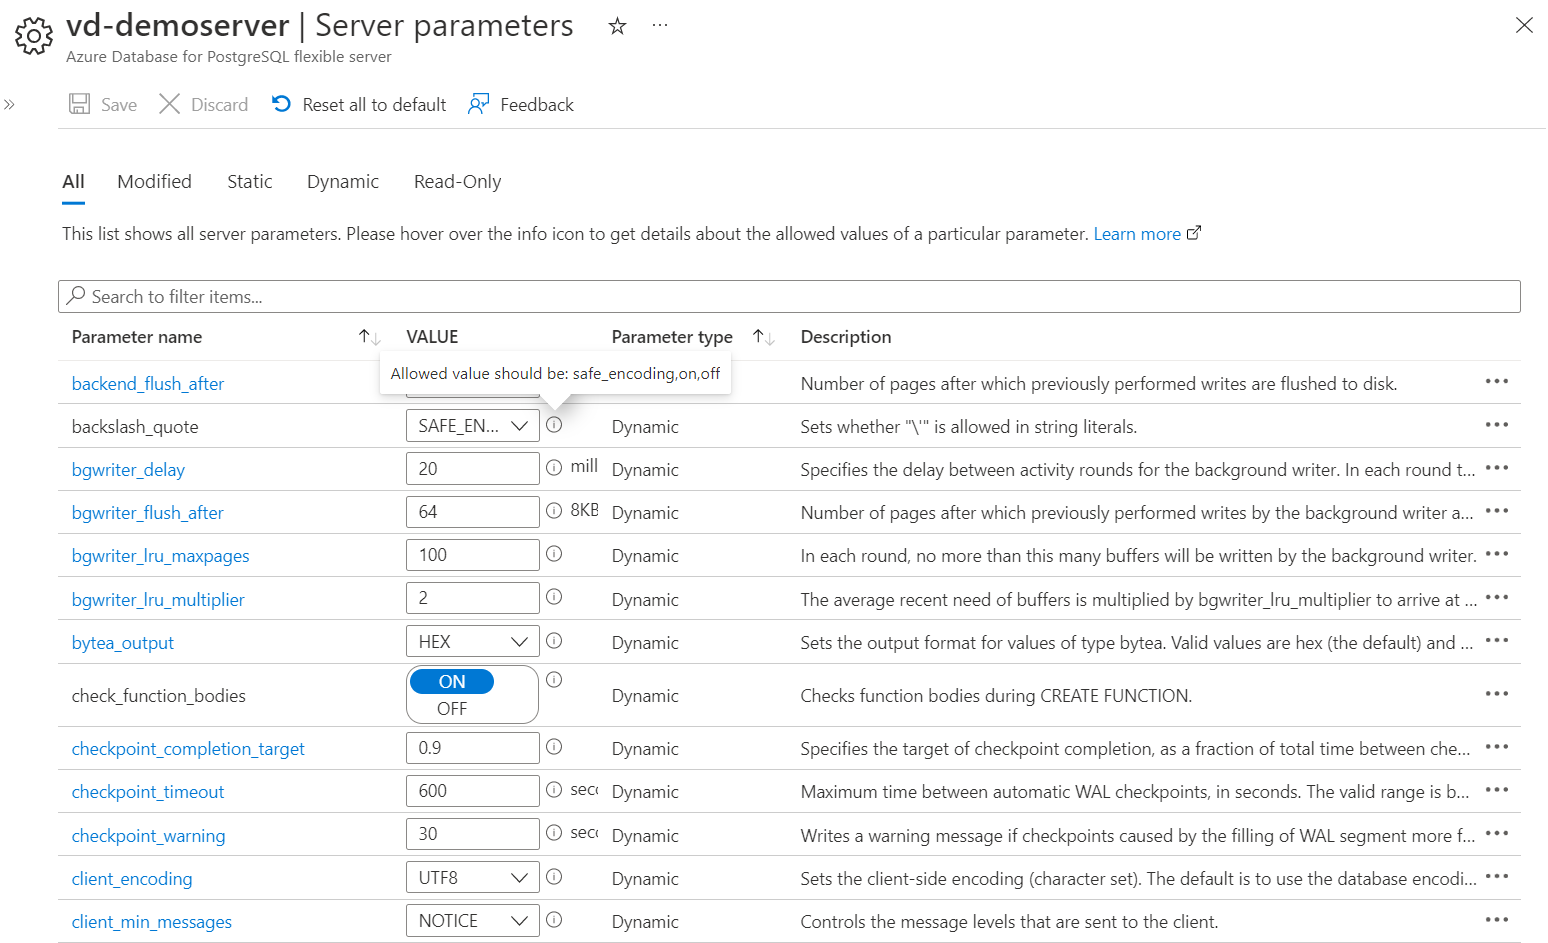 vd-demoserver | Server parameters
Azure Database for PostgreSQL flexible server
Save Discard Reset all to default Feedback
All Modified Static Dynamic Read-Only
This list shows all server parameters. Please hover over the info icon to get details about the allowed values of a particular parameter. Learn more
Search to filter items...
Parameter name VALUE Parameter type Description
Allowed value should be: safe_encoding,on,off
backend_flush_after Number of pages after which previously performed writes are flushed to disk.
backslash_quote SAFE_EN... Dynamic Sets whether "\'" is allowed in string literals.
bgwriter_delay 20 mill Dynamic Specifies the delay between activity rounds for the background writer. In each round t...
bgwriter_flush_after 64 8KB Dynamic Number of pages after which previously performed writes by the background writer a...
bgwriter_lru_maxpages 100 Dynamic In each round, no more than this many buffers will be written by the background writer.
bgwriter_lru_multiplier 2 Dynamic The average recent need of buffers is multiplied by bgwriter_lru_multiplier to arrive at ...
bytea_output HEX Dynamic Sets the output format for values of type bytea. Valid values are hex (the default) and ...
check_function_bodies ON Dynamic Checks function bodies during CREATE FUNCTION.
OFF
checkpoint_completion_target 0.9 Dynamic Specifies the target of checkpoint completion, as a fraction of total time between che...
checkpoint_timeout 600 sec Dynamic Maximum time between automatic WAL checkpoints, in seconds. The valid range is b...
checkpoint_warning 30 sec Dynamic Writes a warning message if checkpoints caused by the filling of WAL segment more f...
client_encoding UTF8 Dynamic Sets the client-side encoding (character set). The default is to use the database encodi...
client_min_messages NOTICE Dynamic Controls the message levels that are sent to the client.